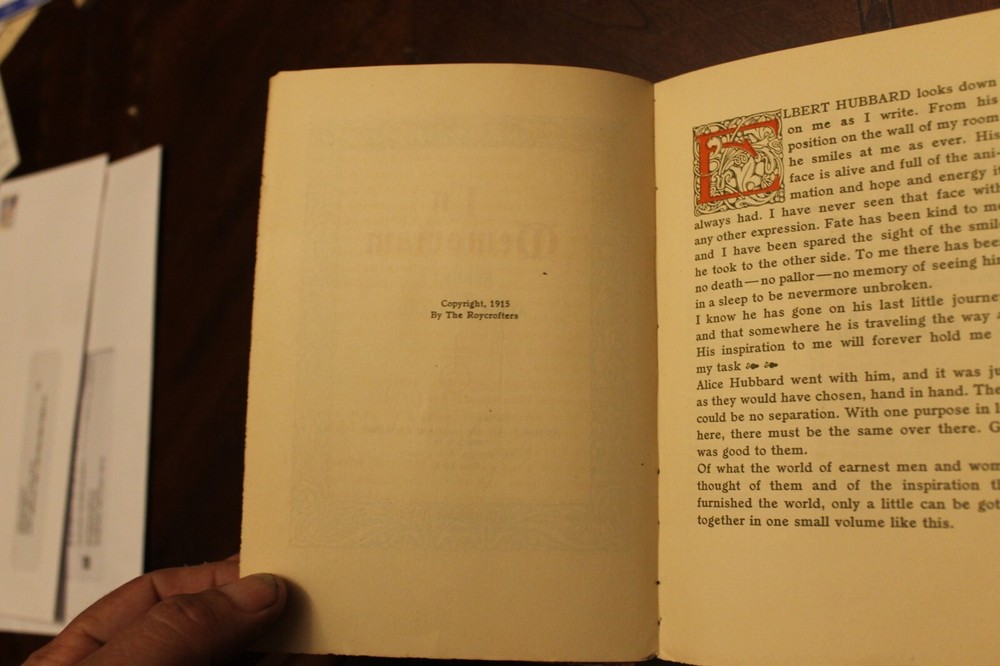 Copyright, 1915
By The Roycrofters
ELBERT HUBBARD looks down
on me as I write. From his
position on the wall of my room
he smiles at me as ever. His
face is alive and full of the ani-
mation and hope and energy it
always had. I have never seen that face with
any other expression. Fate has been kind to me
and I have been spared the sight of the smile
he took to the other side. To me there has been
no death—no pallor—no memory of seeing him
in a sleep to be nevermore unbroken.
I know he has gone on his last little journey
and that somewhere he is traveling the way
His inspiration to me will forever hold me
my task
Alice Hubbard went with him, and it was ju
as they would have chosen, hand in hand. The
could be no separation. With one purpose in l
here, there must be the same over there. G
was good to them.
Of what the world of earnest men and wom
thought of them and of the inspiration th
furnished the world, only a little can be got
together in one small volume like this.